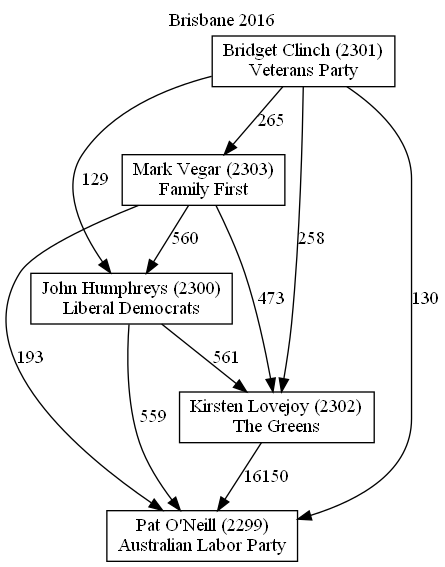 Brisbane 2016
Bridget Clinch (2301)
Veterans Party
265
Mark Vegar (2303)
Family First
129
560
258
John Humphreys (2300)
Liberal Democrats
473
130
193
561
Kirsten Lovejoy (2302)
The Greens
559
16150
Pat O'Neill (2299)
Australian Labor Party